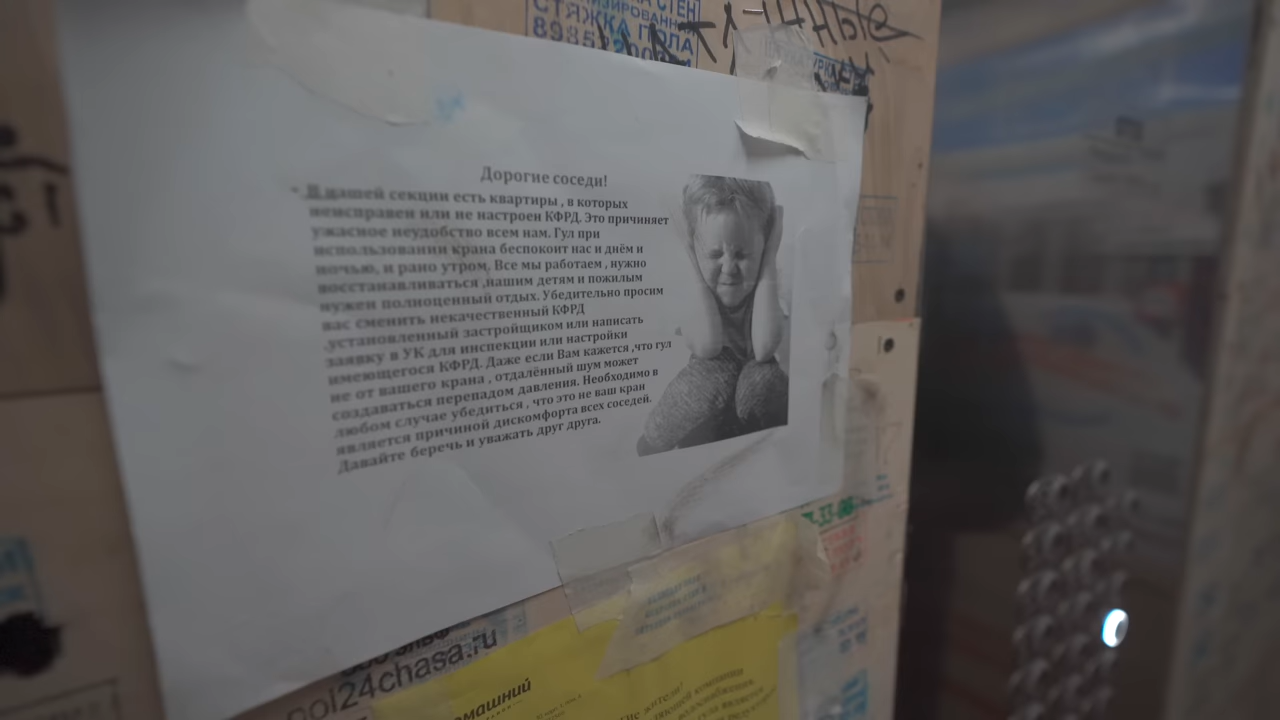 СТЯЖКА ПОЛА
Дорогие соседи!
В нашей секции есть квартиры , в которых
неисправен или не настроен КФРД. Это причиняет
ужасное неудобство всем нам. Гул при
использовании крана беспокоит нас и днём и
ночью, и рано утром. Все мы работаем , нужно
восстанавливаться ,нашим детям и пожилым
нужен полноценный отдых. Убедительно просим
вас сменить некачественный КФРД
,установленный застройщиком или написать
заявку в УК для инспекции или настройки
имеющегося КФРД. Даже если Вам кажется ,что гул
не от вашего крана , отдалённый шум может
создаваться перепадом давления. Необходимо в
любом случае убедиться , что это не ваш кран
является причиной дискомфорта всех соседей.
Давайте беречь и уважать друг друга.
pol24chasa.ru